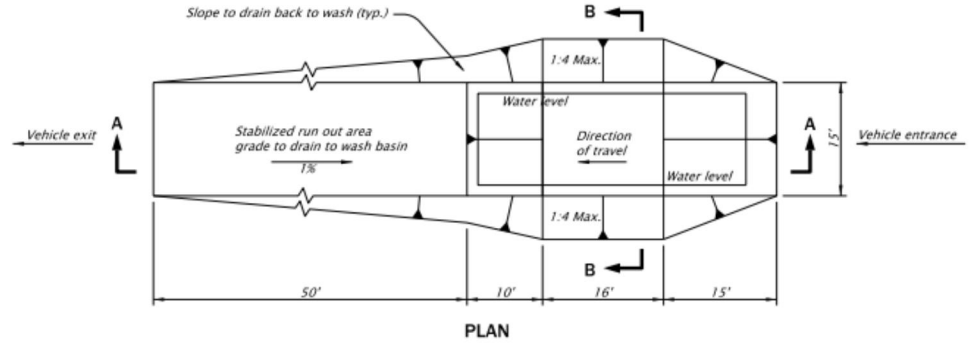 Slope to drain back to wash (typ.)
B
1:4 Max.
Water level
A
Vehicle exit
Stabilized run out area
grade to drain to wash basin
1%
Direction
of travel
15'
A
Vehicle entrance
Water level
1:4 Max.
B
50'
10'
16'
15'
PLAN